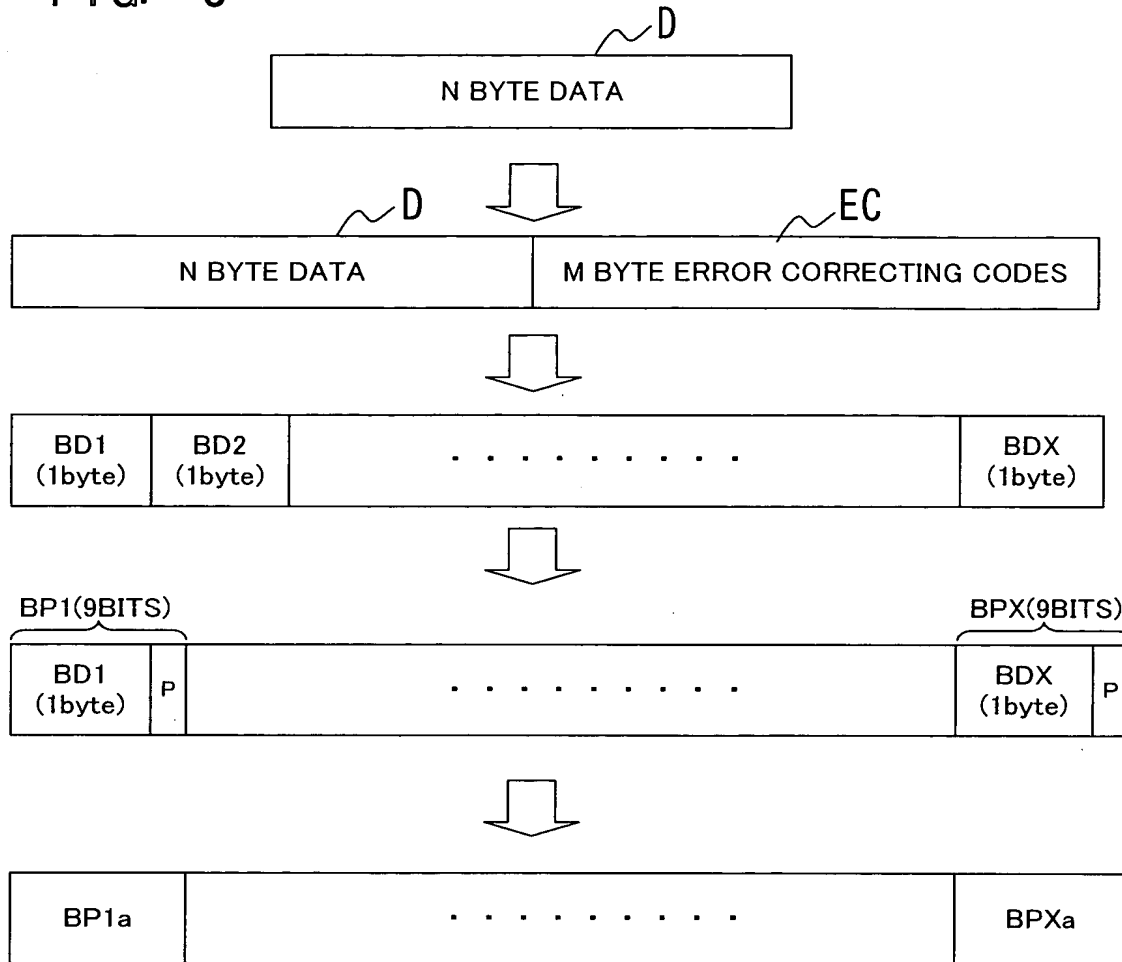 D
N BYTE DATA
D
EC
N BYTE DATA
M BYTE ERROR CORRECTING CODES
BD1
(1byte)
BD2
(1byte)
. . . . . . . . .
BDX
(1byte)
BP1(9BITS)
BPX(9BITS)
BD1
(1byte)
P
. . . . . . . . .
BDX
(1byte)
P
BP1a
. . . . . . . . .
BPXa